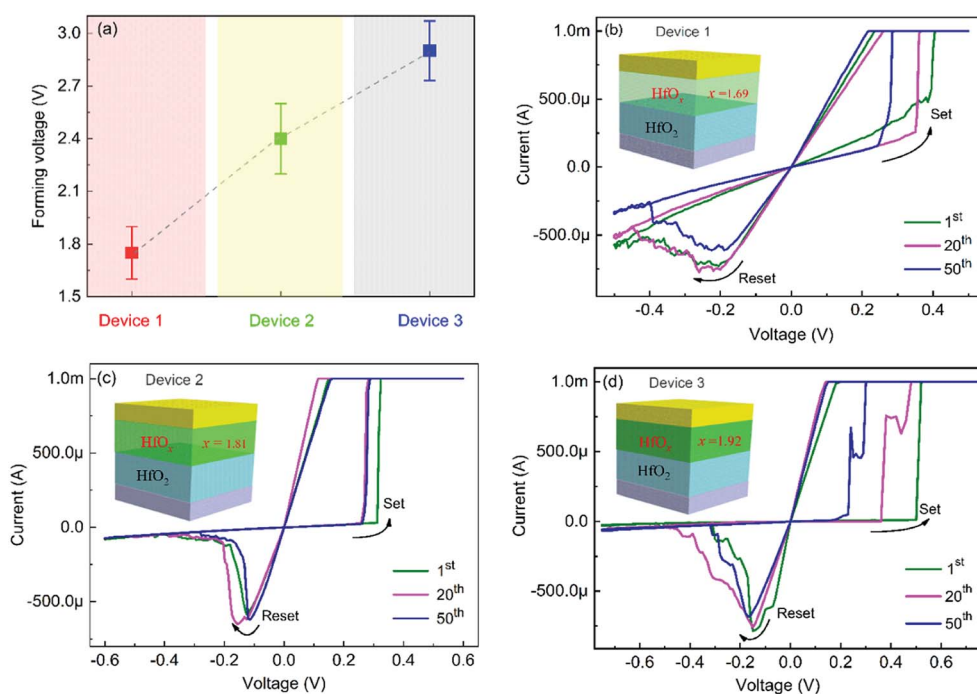 (a)
Forming voltage (V)
3.0
2.7
2.4
2.1
1.8
1.5
Device 1
Device 2
Device 3
(b)
Device 1
Current (A)
1.0m
500.0µ
0.0
-500.0µ
HfOₓ x =1.69
HfO₂
Set
Reset
1ˢᵗ
20ᵗʰ
50ᵗʰ
-0.4 -0.2 0.0 0.2 0.4
Voltage (V)
(c)
Device 2
Current (A)
1.0m
500.0µ
0.0
-500.0µ
HfOₓ x = 1.81
HfO₂
Set
Reset
1ˢᵗ
20ᵗʰ
50ᵗʰ
-0.6 -0.4 -0.2 0.0 0.2 0.4 0.6
Voltage (V)
(d)
Device 3
Current (A)
1.0m
500.0µ
0.0
-500.0µ
HfOₓ x =1.92
HfO₂
Set
Reset
1ˢᵗ
20ᵗʰ
50ᵗʰ
-0.6 -0.4 -0.2 0.0 0.2 0.4 0.6
Voltage (V)